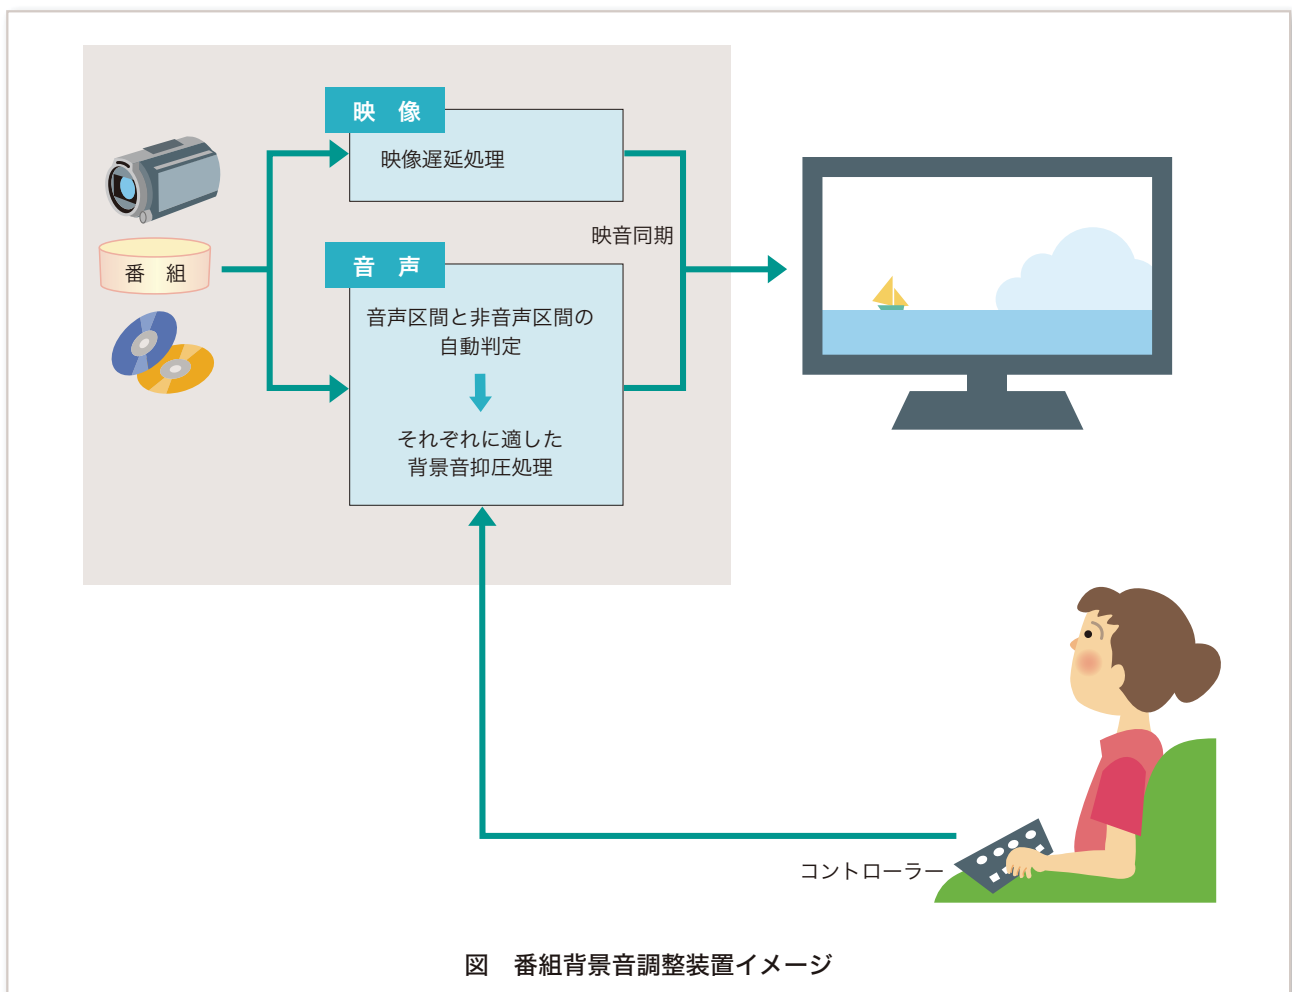 映 像
映像遅延処理
映音同期
番 組
音 声
音声区間と非音声区間の
自動判定
それぞれに適した
背景音抑圧処理
コントローラー
図 番組背景音調整装置イメージ